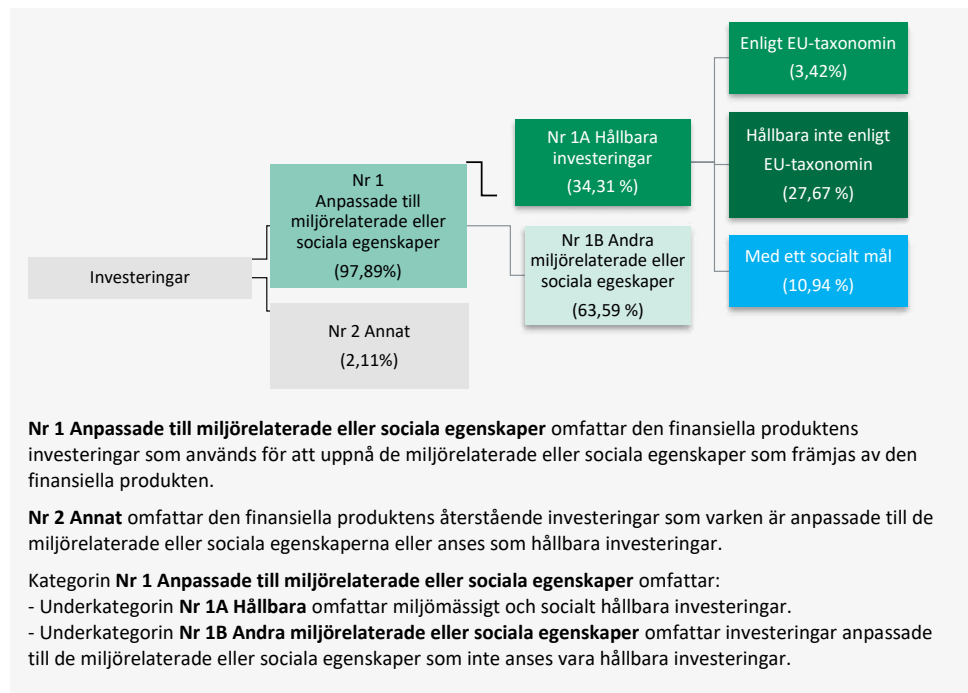 Enligt EU-taxonomin
(3,42%)
Nr 1A Hållbara
investeringar
(34,31 %)
Hållbara inte enligt
EU-taxonomin
(27,67 %)
Nr 1
Anpassade till
miljörelaterade eller
sociala egenskaper
(97,89%)
Nr 1B Andra
miljörelaterade eller
sociala egeskaper
(63,59 %)
Med ett socialt mål
(10,94 %)
Investeringar
Nr 2 Annat
(2,11%)
Nr 1 Anpassade till miljörelaterade eller sociala egenskaper omfattar den finansiella produktens
investeringar som används för att uppnå de miljörelaterade eller sociala egenskaper som främjas av den
finansiella produkten.
Nr 2 Annat omfattar den finansiella produktens återstående investeringar som varken är anpassade till de
miljörelaterade eller sociala egenskaperna eller anses som hållbara investeringar.
Kategorin Nr 1 Anpassade till miljörelaterade eller sociala egenskaper omfattar:
- Underkategorin Nr 1A Hållbara omfattar miljömässigt och socialt hållbara investeringar.
- Underkategorin Nr 1B Andra miljörelaterade eller sociala egenskaper omfattar investeringar anpassade
till de miljörelaterade eller sociala egenskaper som inte anses vara hållbara investeringar.